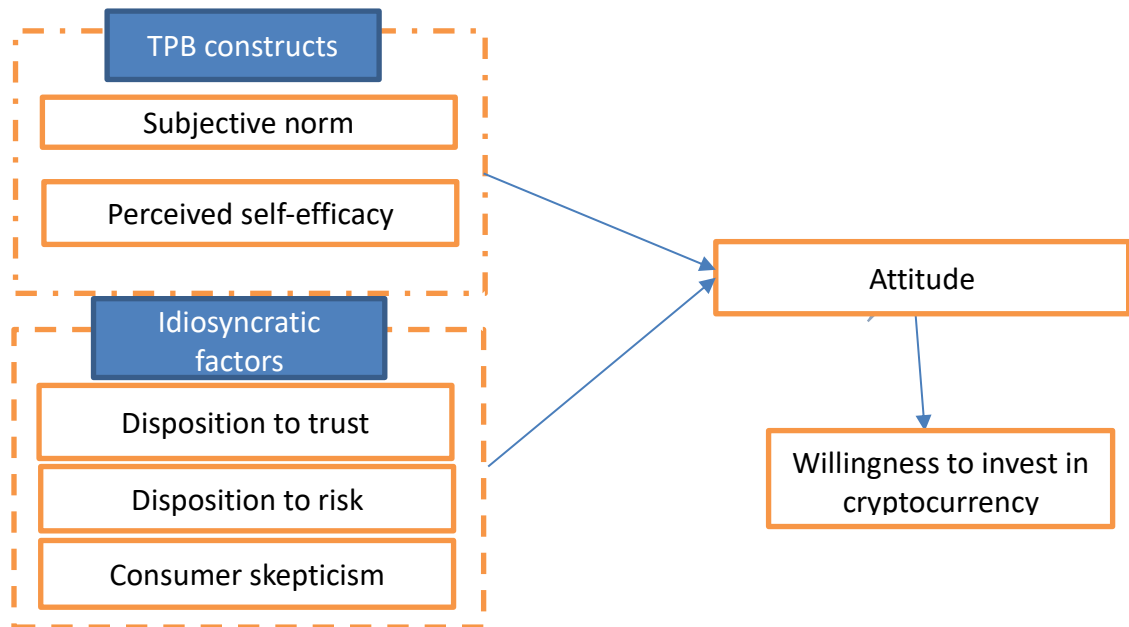 TPB constructs
Subjective norm
Perceived self-efficacy
Idiosyncratic
factors
Disposition to trust
Disposition to risk
Consumer skepticism
Attitude
Willingness to invest in
cryptocurrency